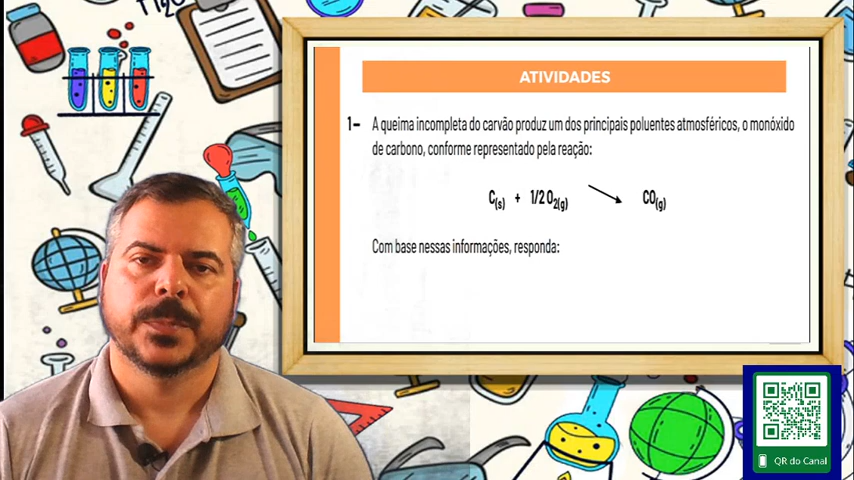 H2O
ATIVIDADES
1- A queima incompleta do carvão produz um dos principais poluentes atmosféricos, o monóxido
de carbono, conforme representado pela reação:
C(s) + 1/2 O2(g) → CO(g)
Com base nessas informações, responda:
QR do Canal